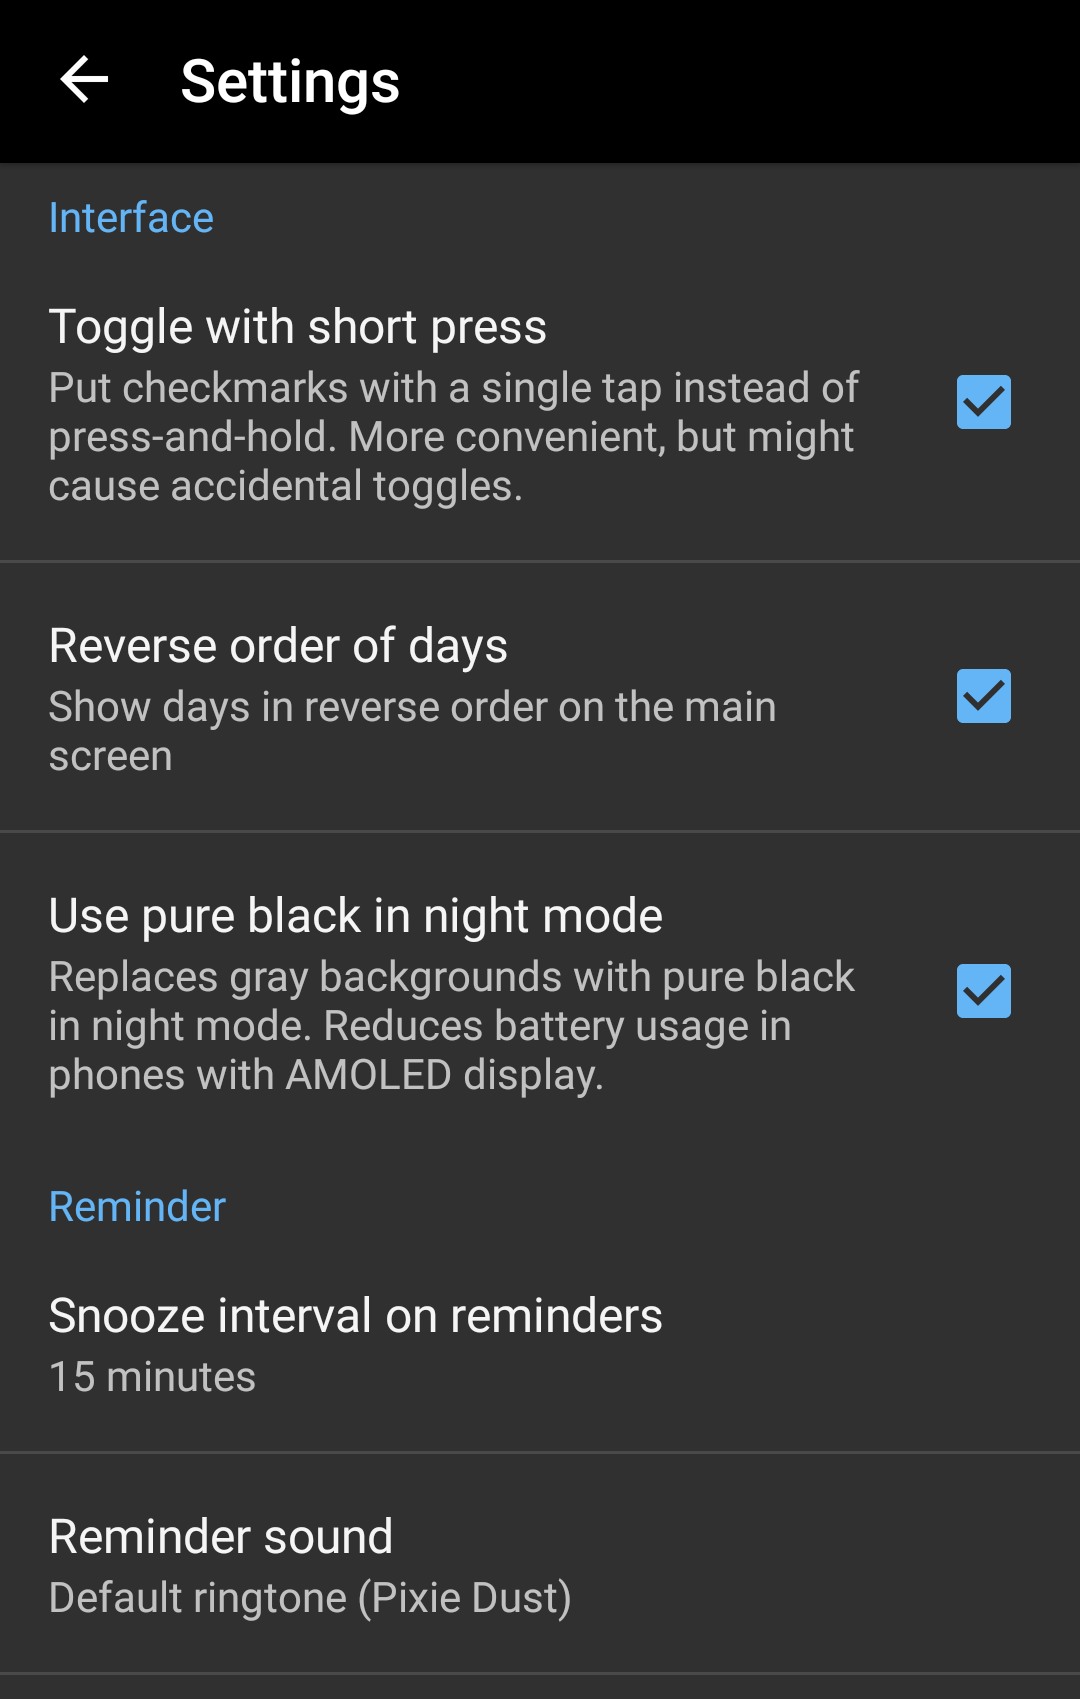 Settings
Interface
Toggle with short press
Put checkmarks with a single tap instead of
press-and-hold. More convenient, but might
cause accidental toggles.
Reverse order of days
Show days in reverse order on the main
screen
Use pure black in night mode
Replaces gray backgrounds with pure black
in night mode. Reduces battery usage in
phones with AMOLED display.
Reminder
Snooze interval on reminders
15 minutes
Reminder sound
Default ringtone (Pixie Dust)